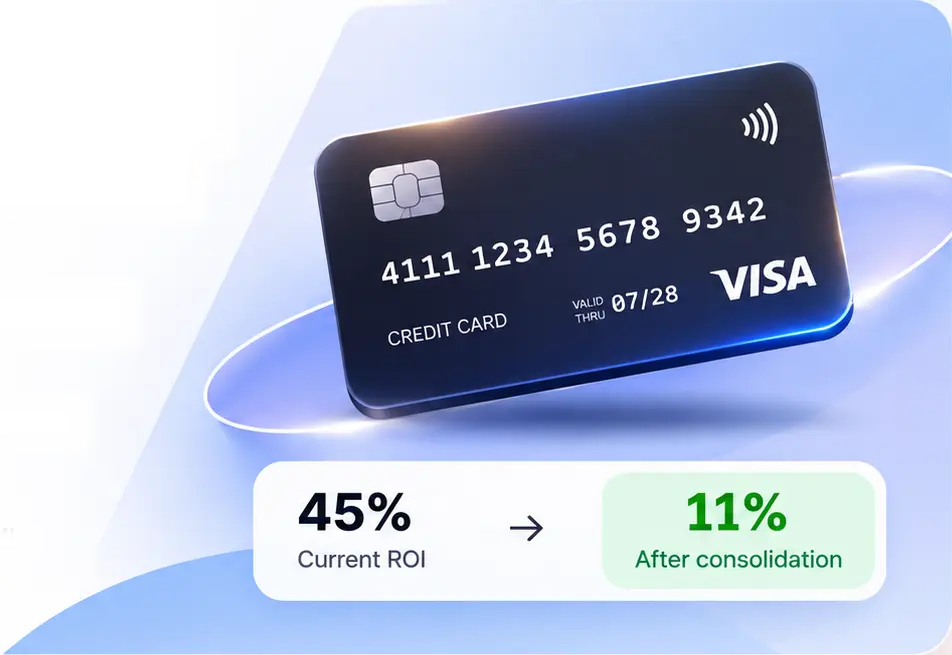 4111 1234 5678 9342
CREDIT CARD
VALID
THRU
07/28
VISA
45%
Current ROI
11%
After consolidation